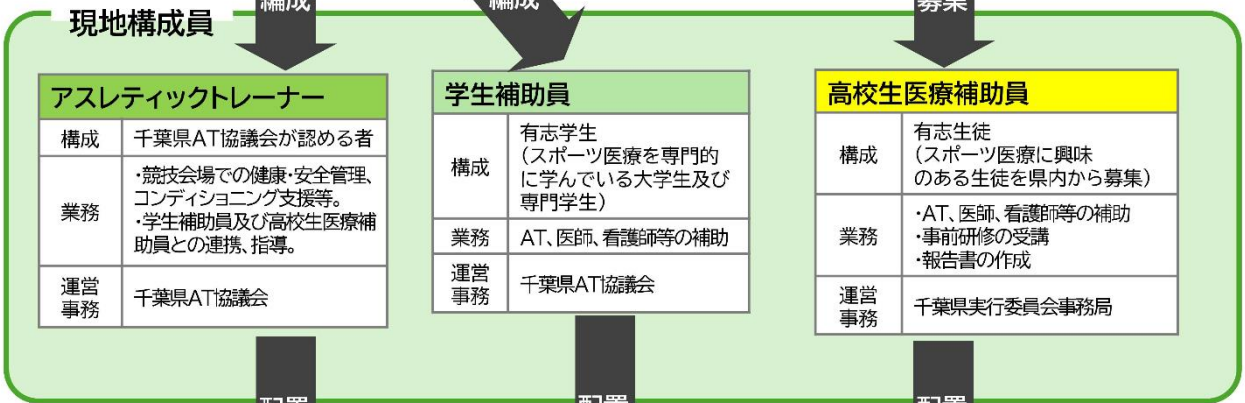 編成
編成
募集
現地構成員
アスレティックトレーナー
構成
千葉県AT協議会が認める者
業務
・競技会場での健康・安全管理、
コンディショニング支援等。
・学生補助員及び高校生医療補
助員との連携、指導。
運営
事務
千葉県AT協議会
学生補助員
構成
有志学生
(スポーツ医療を専門的
に学んでいる大学生及び
専門学生)
業務
AT、医師、看護師等の補助
運営
事務
千葉県AT協議会
高校生医療補助員
構成
有志生徒
(スポーツ医療に興味
のある生徒を県内から募集)
業務
・AT、医師、看護師等の補助
・事前研修の受講
・報告書の作成
運営
事務
千葉県実行委員会事務局
配置
配置
配置